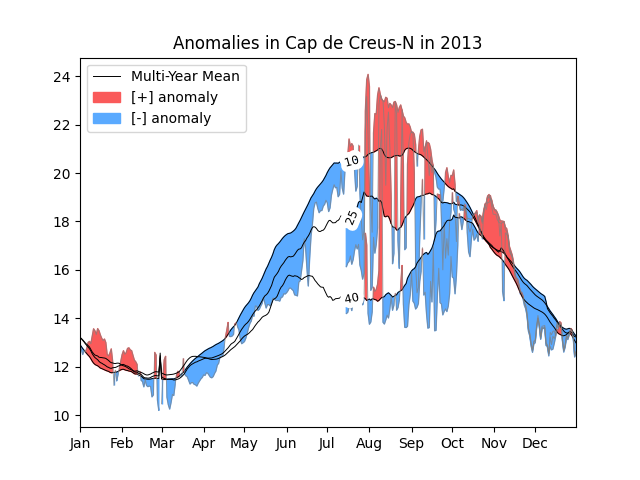 Anomalies in Cap de Creus-N in 2013
Multi-Year Mean
[+] anomaly
[-] anomaly
24
22
20
18
16
14
12
10
10
25
40
Jan Feb Mar Apr May Jun Jul Aug Sep Oct Nov Dec